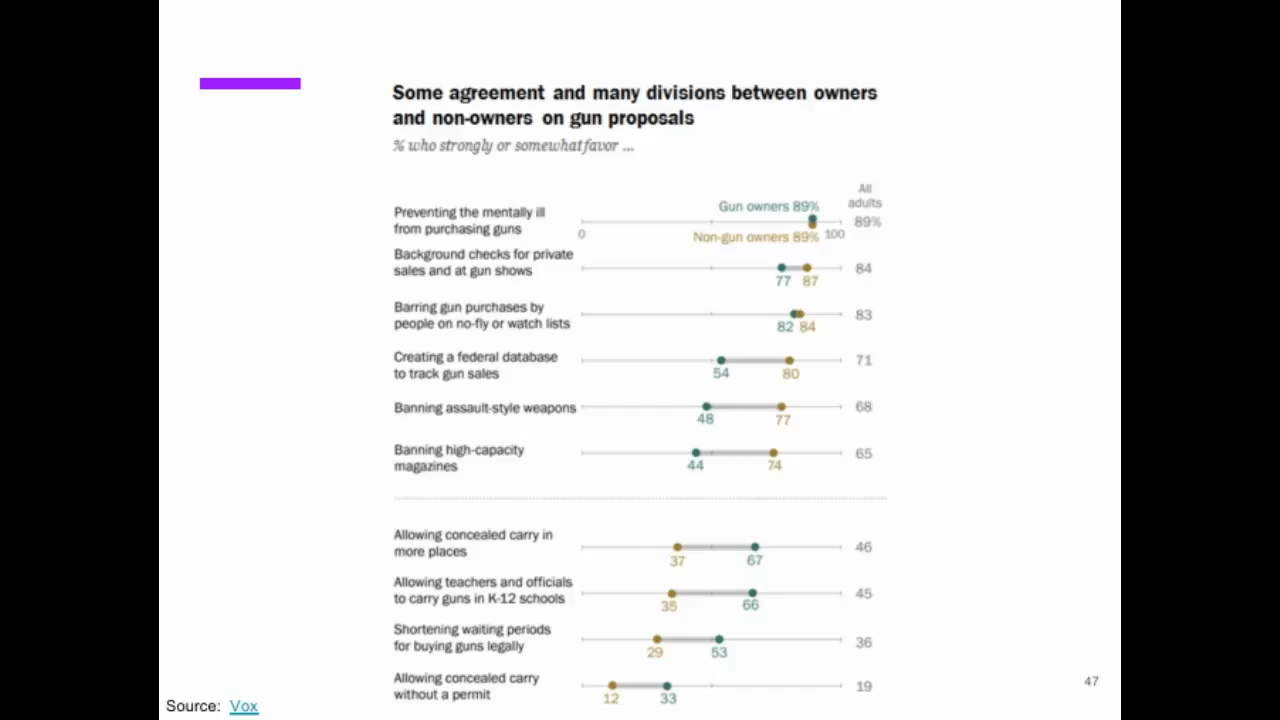 Some agreement and many divisions between owners
and non-owners on gun proposals
% who strongly or somewhat favor ...
All
adults
Preventing the mentally ill
from purchasing guns
Gun owners 89%
Non-gun owners 89%
0
100
89%
Background checks for private
sales and at gun shows
77 87
84
Barring gun purchases by
people on no-fly or watch lists
82 84
83
Creating a federal database
to track gun sales
54 80
71
Banning assault-style weapons
48 77
68
Banning high-capacity
magazines
44 74
65
Allowing concealed carry in
more places
37 67
46
Allowing teachers and officials
to carry guns in K-12 schools
35 66
45
Shortening waiting periods
for buying guns legally
29 53
36
Allowing concealed carry
without a permit
12 33
19
47
Source: Vox